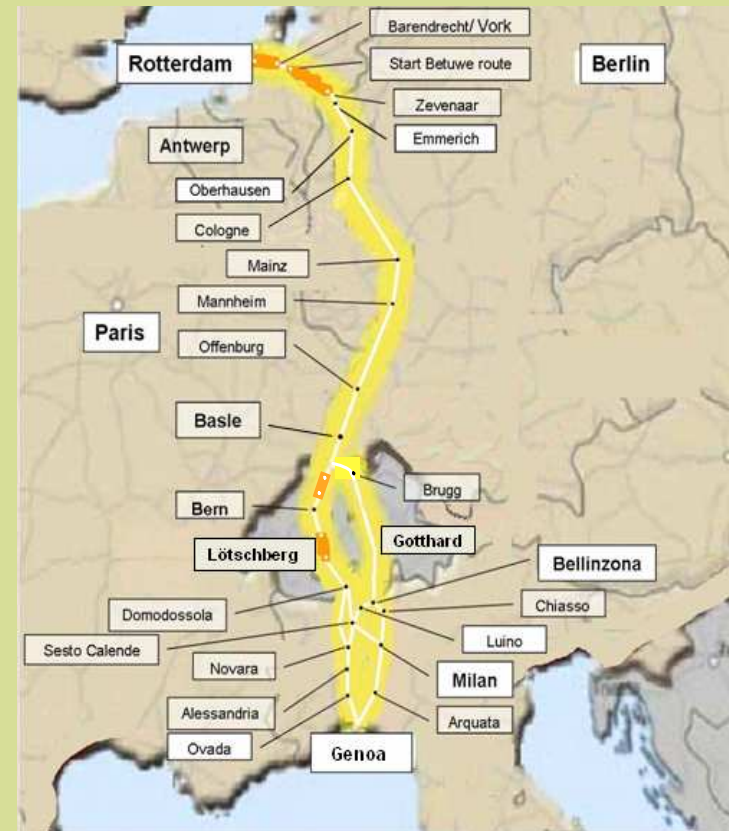 Barendrecht/ Vork
Rotterdam
Start Betuwe route
Berlin
Zevenaar
Emmerich
Antwerp
Oberhausen
Cologne
Mainz
Mannheim
Paris
Offenburg
Basle
Brugg
Bern
Gotthard
Lötschberg
Bellinzona
Domodossola
Chiasso
Sesto Calende
Luino
Novara
Milan
Alessandria
Arquata
Ovada
Genoa